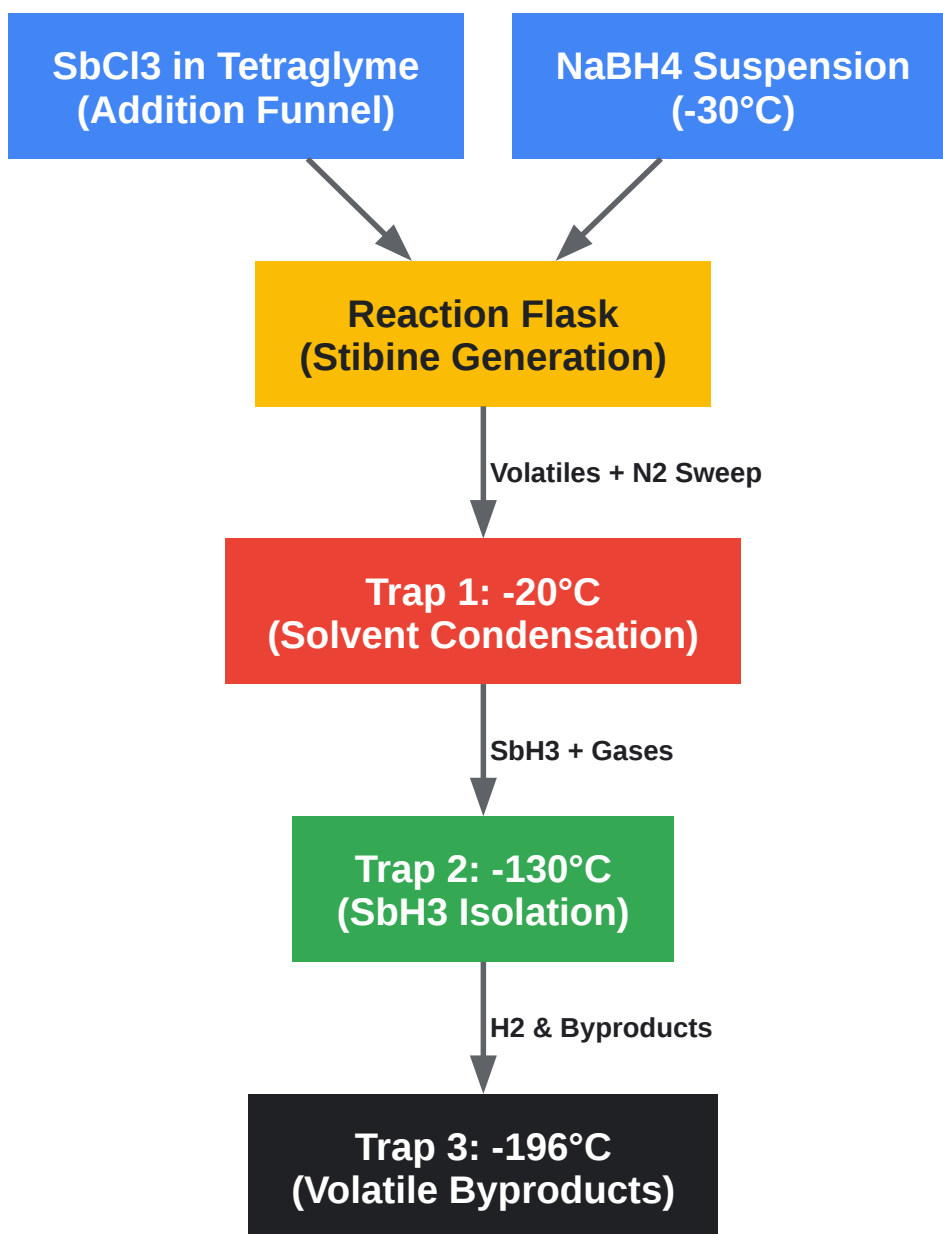 SbCl3 in Tetraglyme
(Addition Funnel)
NaBH4 Suspension
(-30°C)
Reaction Flask
(Stibine Generation)
Volatiles + N2 Sweep
Trap 1: -20°C
(Solvent Condensation)
SbH3 + Gases
Trap 2: -130°C
(SbH3 Isolation)
H2 & Byproducts
Trap 3: -196°C
(Volatile Byproducts)